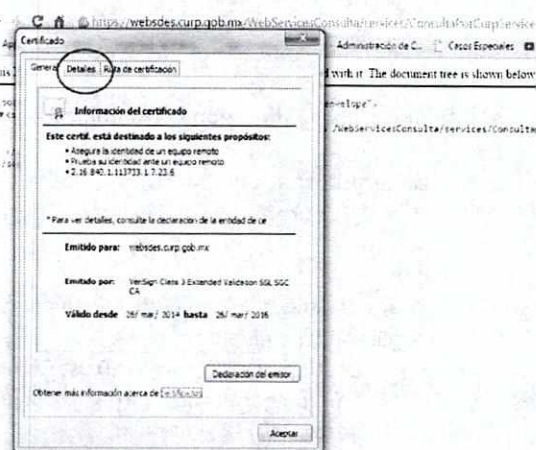 https://websdes.curp.gob.mx/WebServicesConsulta/services/ConsultaPorCurpService
Certificado
Administración de C... Casos Especiales
General Detalles Ruta de certificación
with it. The document tree is shown below
Información del certificado
/WebServicesConsulta/services/Consulta
Este certif. está destinado a los siguientes propósitos:
• Asegura la identidad de un equipo remoto
• Prueba su identidad ante un equipo remoto
• 2.16.840.1.113733.1.7.23.6
* Para ver detalles, consulte la declaración de la entidad de ce
Emitido para: websdes.curp.gob.mx
Emitido por: VeriSign Class 3 Extended Validation SSL SGC
CA
Válido desde 26/ mar/ 2014 hasta 26/ mar/ 2016
Declaración del emisor
Obtener más información acerca de certificados
Aceptar